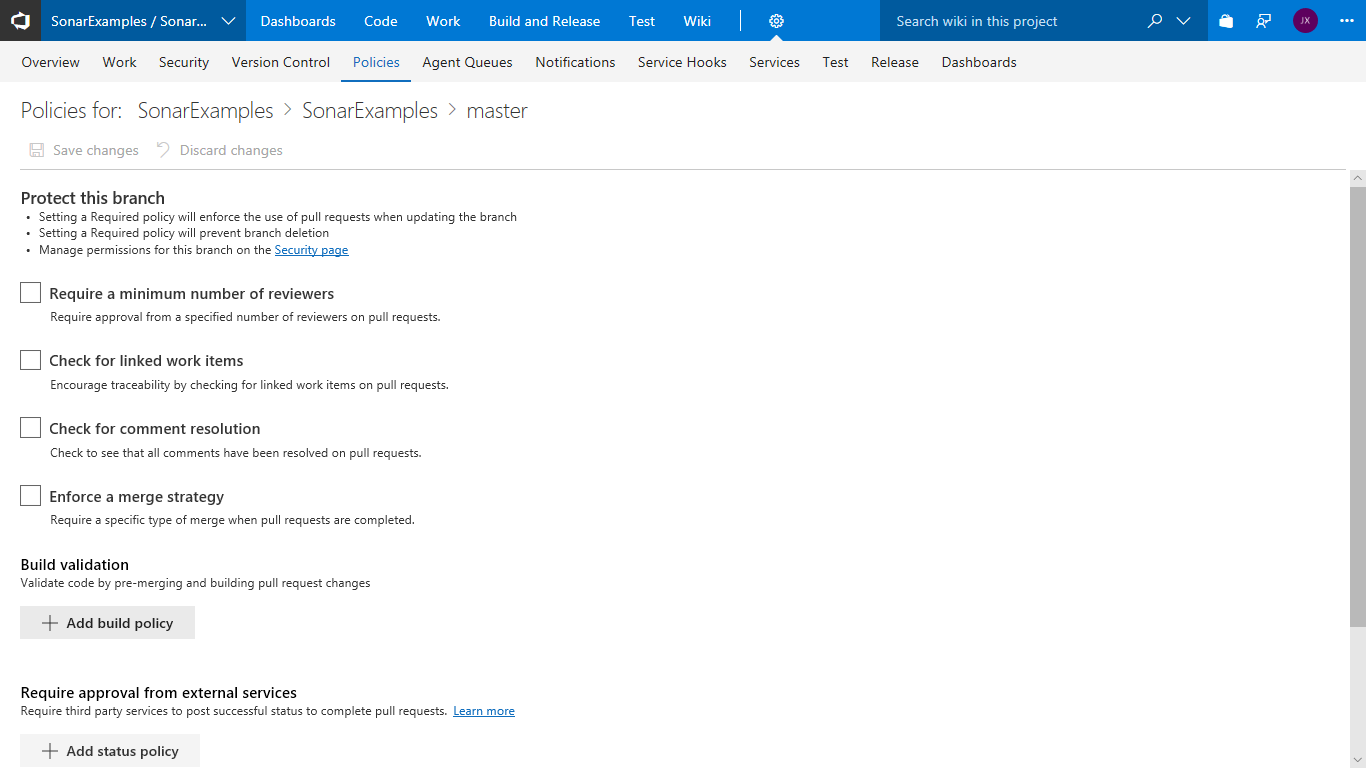 SonarExamples / Sonar...
Dashboards
Code
Work
Build and Release
Test
Wiki
Search wiki in this project
JX
Overview
Work
Security
Version Control
Policies
Agent Queues
Notifications
Service Hooks
Services
Test
Release
Dashboards
Policies for: SonarExamples > SonarExamples > master
Save changes
Discard changes
Protect this branch
• Setting a Required policy will enforce the use of pull requests when updating the branch
• Setting a Required policy will prevent branch deletion
• Manage permissions for this branch on the Security page
Require a minimum number of reviewers
Require approval from a specified number of reviewers on pull requests.
Check for linked work items
Encourage traceability by checking for linked work items on pull requests.
Check for comment resolution
Check to see that all comments have been resolved on pull requests.
Enforce a merge strategy
Require a specific type of merge when pull requests are completed.
Build validation
Validate code by pre-merging and building pull request changes
Add build policy
Require approval from external services
Require third party services to post successful status to complete pull requests. Learn more
Add status policy